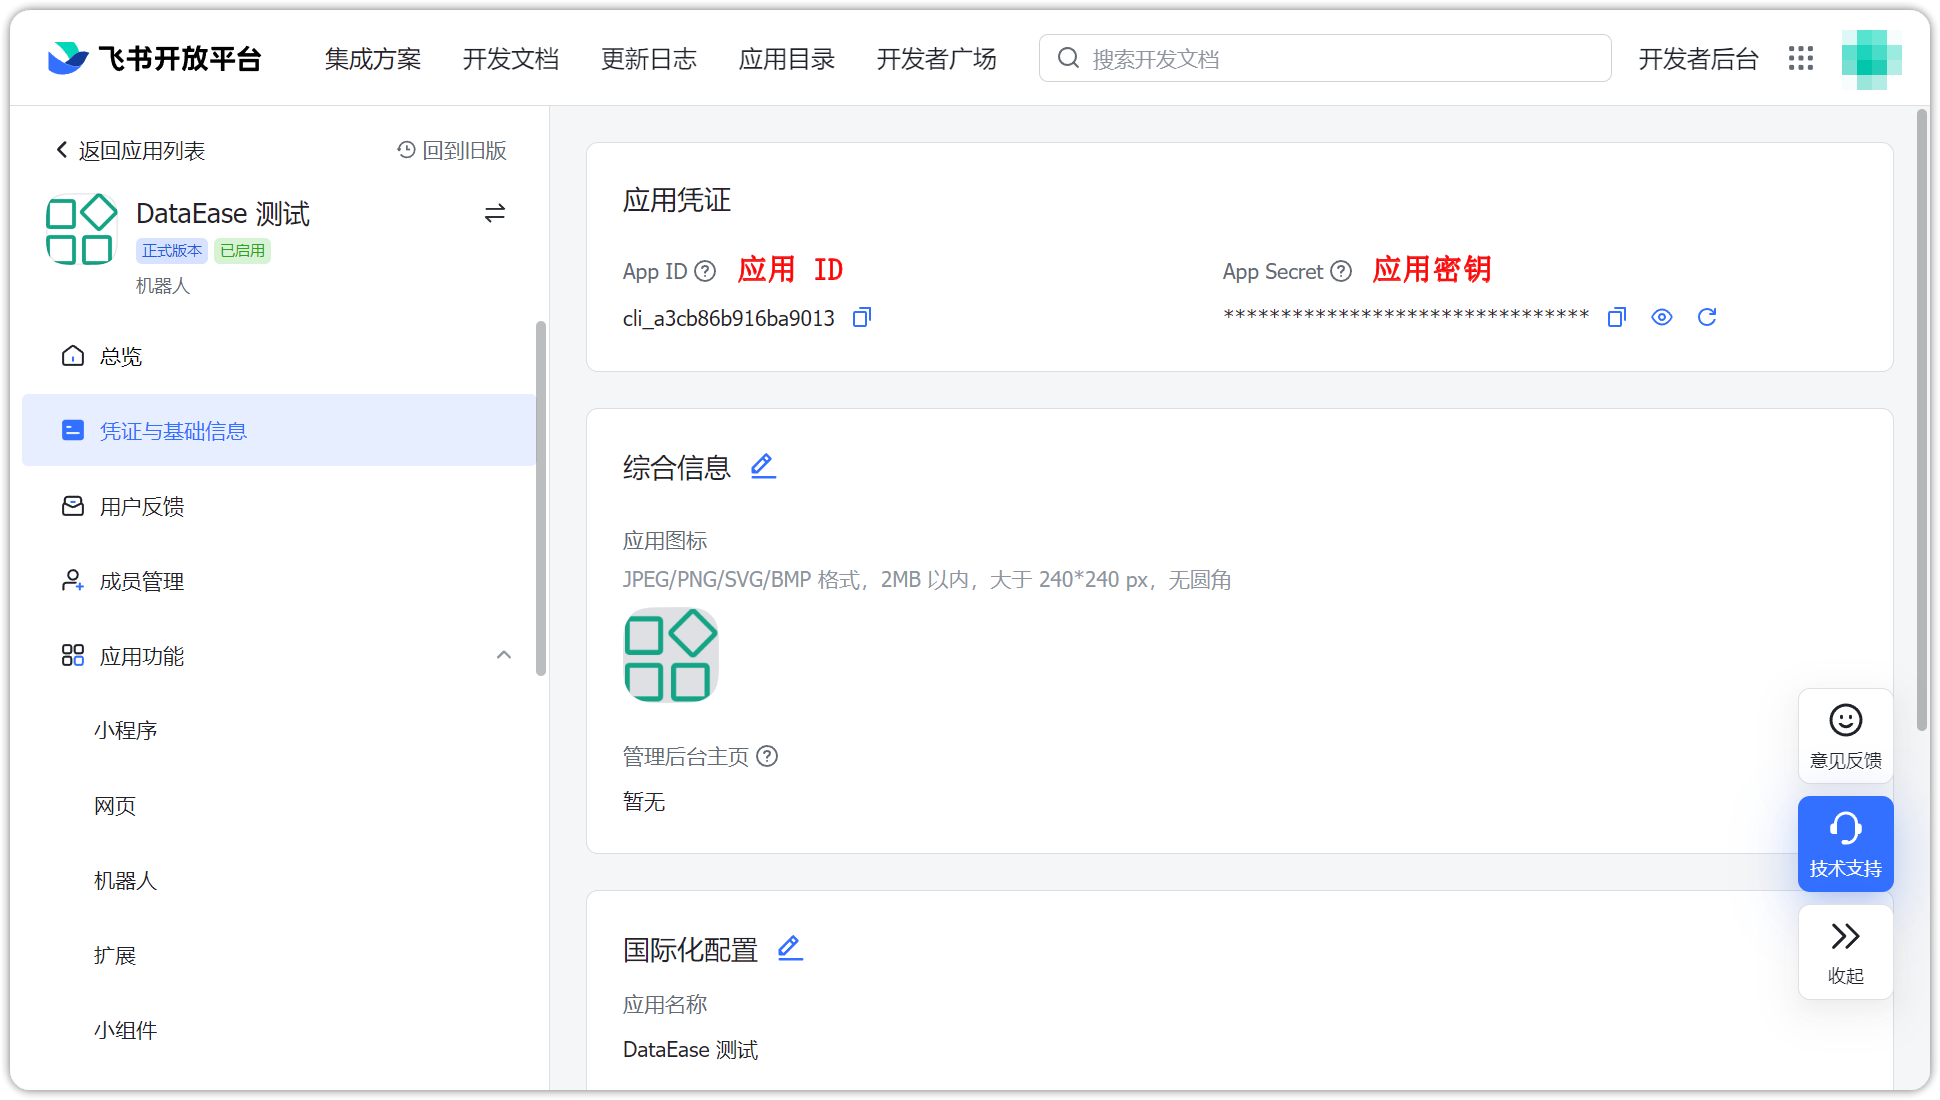 飞书开放平台
集成方案
开发文档
更新日志
应用目录
开发者广场
搜索开发文档
开发者后台
返回应用列表
回到旧版
DataEase 测试
正式版本
已启用
机器人
总览
凭证与基础信息
用户反馈
成员管理
应用功能
小程序
网页
机器人
扩展
小组件
应用凭证
App ID
应用 ID
cli_a3cb86b916ba9013
App Secret
应用密钥
********************************
综合信息
应用图标
JPEG/PNG/SVG/BMP 格式，2MB 以内，大于 240*240 px，无圆角
管理后台主页
暂无
国际化配置
应用名称
DataEase 测试
意见反馈
技术支持
收起